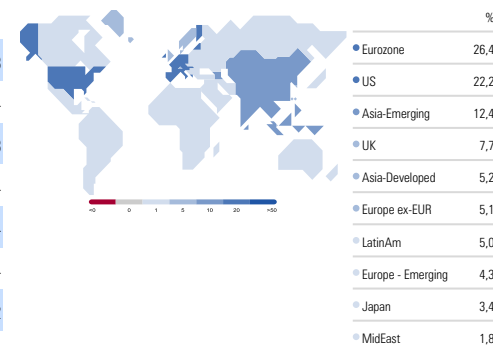 %
Eurozone 26,4
US 22,2
Asia-Emerging 12,4
UK 7,7
Asia-Developed 5,2
Europe ex-EUR 5,1
LatinAm 5,0
Europe - Emerging 4,3
Japan 3,4
MidEast 1,8
<0 0 1 5 10 20 >50